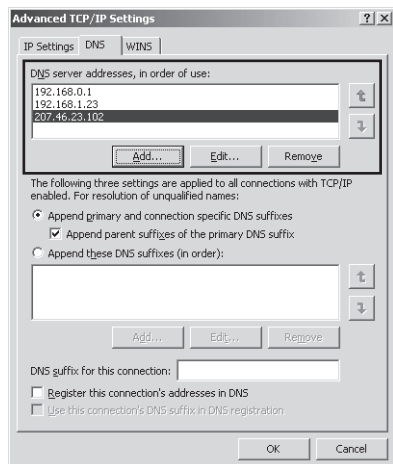 Advanced TCP/IP Settings
IP Settings DNS WINS
DNS server addresses, in order of use:
192.168.0.1
192.168.1.23
207.46.23.102
Add... Edit... Remove
The following three settings are applied to all connections with TCP/IP
enabled. For resolution of unqualified names:
Append primary and connection specific DNS suffixes
Append parent suffixes of the primary DNS suffix
Append these DNS suffixes (in order):
Add... Edit... Remove
DNS suffix for this connection:
Register this connection's addresses in DNS
Use this connection's DNS suffix in DNS registration
OK Cancel